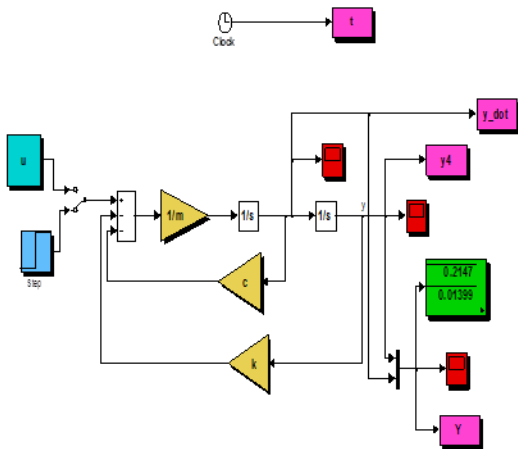 t
Clock
y_dot
u
y4
+
1/m
1/s
1/s
y
-
-
0.2147
Step
c
0.01399
k
Y